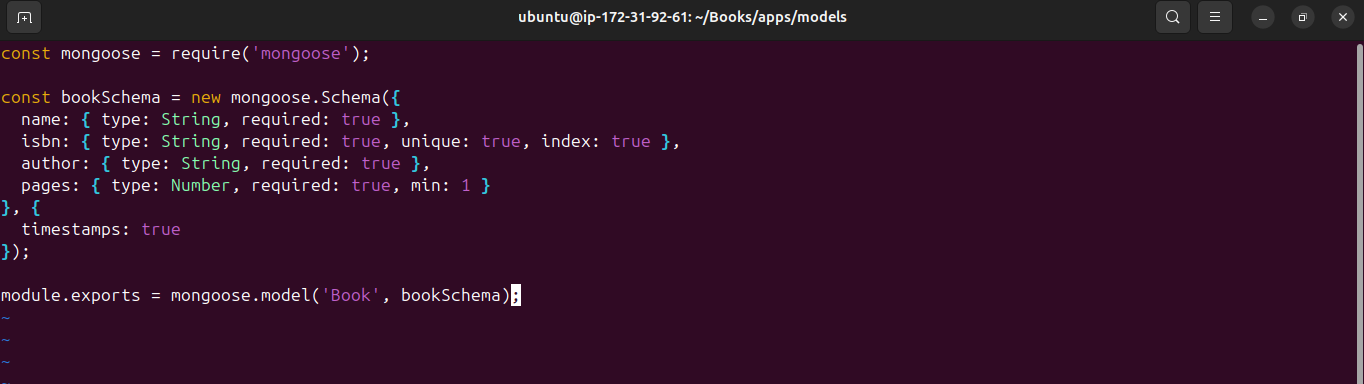 ubuntu@ip-172-31-92-61: ~/Books/apps/models
const mongoose = require('mongoose');

const bookSchema = new mongoose.Schema({
  name: { type: String, required: true },
  isbn: { type: String, required: true, unique: true, index: true },
  author: { type: String, required: true },
  pages: { type: Number, required: true, min: 1 }
}, {
  timestamps: true
});

module.exports = mongoose.model('Book', bookSchema);
~
~
~
~